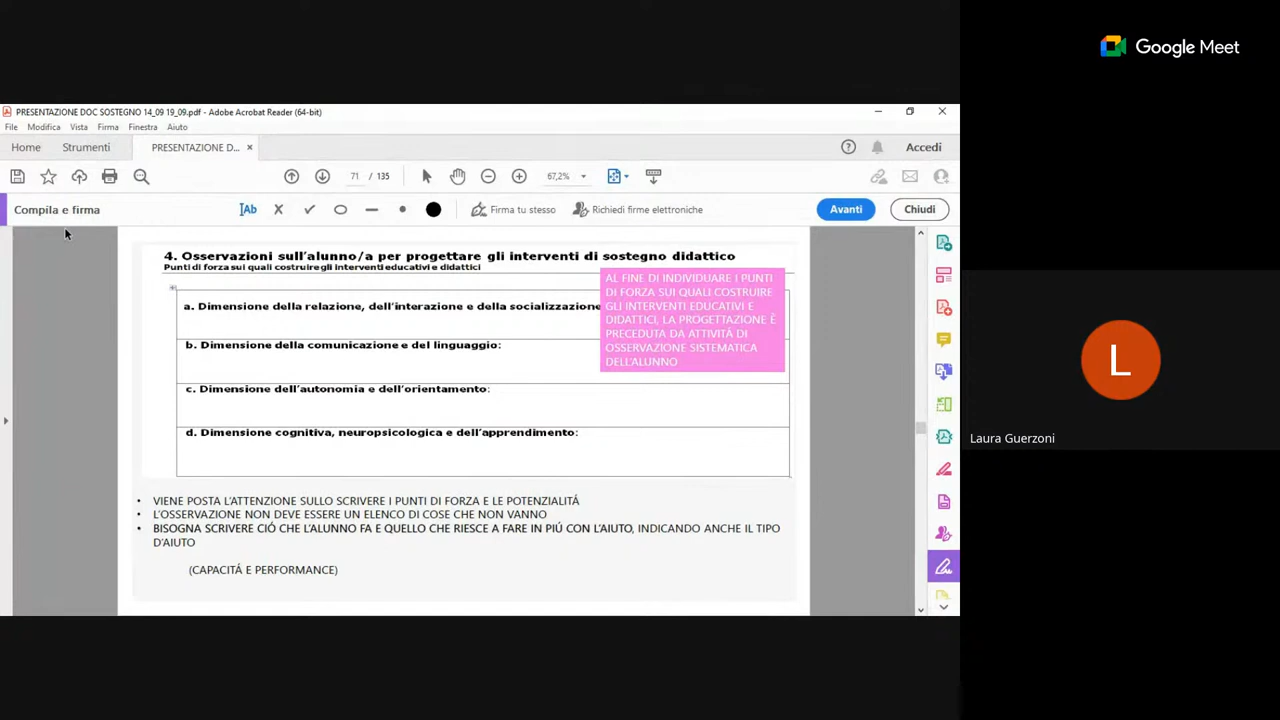 Google Meet
PRESENTAZIONE DOC SOSTEGNO 14_09 19_09.pdf - Adobe Acrobat Reader (64-bit)
File Modifica Vista Firma Finestra Aiuto
Home Strumenti PRESENTAZIONE D... × Accedi
71 / 135 67,2%
Compila e firma Ab Firma tu stesso Richiedi firme elettroniche Avanti Chiudi
4. Osservazioni sull'alunno/a per progettare gli interventi di sostegno didattico
Punti di forza sui quali costruire gli interventi educativi e didattici
AL FINE DI INDIVIDUARE I PUNTI
DI FORZA SUI QUALI COSTRUIRE
GLI INTERVENTI EDUCATIVI E
DIDATTICI, LA PROGETTAZIONE È
PRECEDUTA DA ATTIVITÀ DI
OSSERVAZIONE SISTEMATICA
DELL'ALUNNO
a. Dimensione della relazione, dell'interazione e della socializzazione
b. Dimensione della comunicazione e del linguaggio:
c. Dimensione dell'autonomia e dell'orientamento:
d. Dimensione cognitiva, neuropsicologica e dell'apprendimento:
• VIENE POSTA L'ATTENZIONE SULLO SCRIVERE I PUNTI DI FORZA E LE POTENZIALITÁ
• L'OSSERVAZIONE NON DEVE ESSERE UN ELENCO DI COSE CHE NON VANNO
• BISOGNA SCRIVERE CIÓ CHE L'ALUNNO FA E QUELLO CHE RIESCE A FARE IN PIÚ CON L'AIUTO, INDICANDO ANCHE IL TIPO
D'AIUTO
(CAPACITÁ E PERFORMANCE)
L
Laura Guerzoni